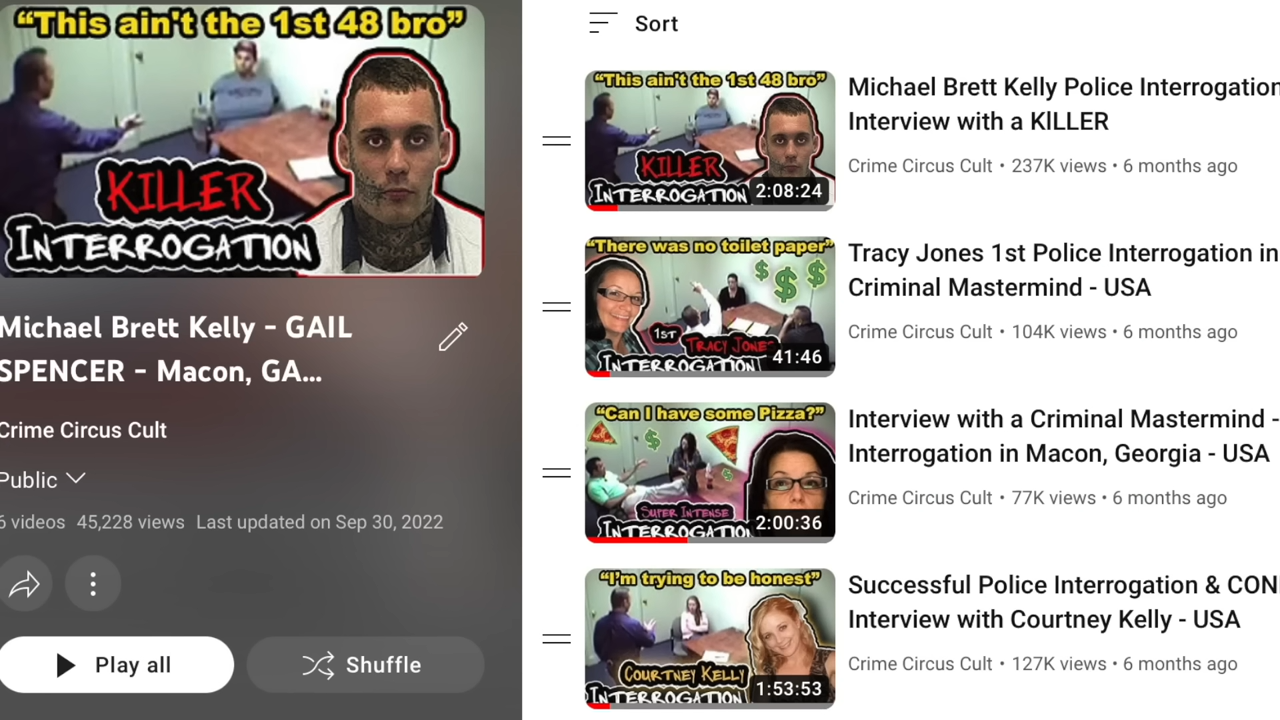 “This ain't the 1st 48 bro”
KILLER
INTERROGATION
Michael Brett Kelly - GAIL
SPENCER - Macon, GA...
Crime Circus Cult
Public
6 videos 45,228 views Last updated on Sep 30, 2022
Play all
Shuffle
Sort
“This ain't the 1st 48 bro”
KILLER
INTERROGATION
2:08:24
Michael Brett Kelly Police Interrogation
Interview with a KlLLER
Crime Circus Cult • 237K views • 6 months ago
“There was no toilet paper”
$ $ $
1ST
TRACY JONES
INTERROGATION
41:46
Tracy Jones 1st Police Interrogation in
Criminal Mastermind - USA
Crime Circus Cult • 104K views • 6 months ago
“Can I have some Pizza?”
$
$
SUPER INTENSE
INTERROGATION
2:00:36
Interview with a Criminal Mastermind -
Interrogation in Macon, Georgia - USA
Crime Circus Cult • 77K views • 6 months ago
“I'm trying to be honest”
COURTNEY KELLY
INTERROGATION
1:53:53
Successful Police Interrogation & CON
Interview with Courtney Kelly - USA
Crime Circus Cult • 127K views • 6 months ago